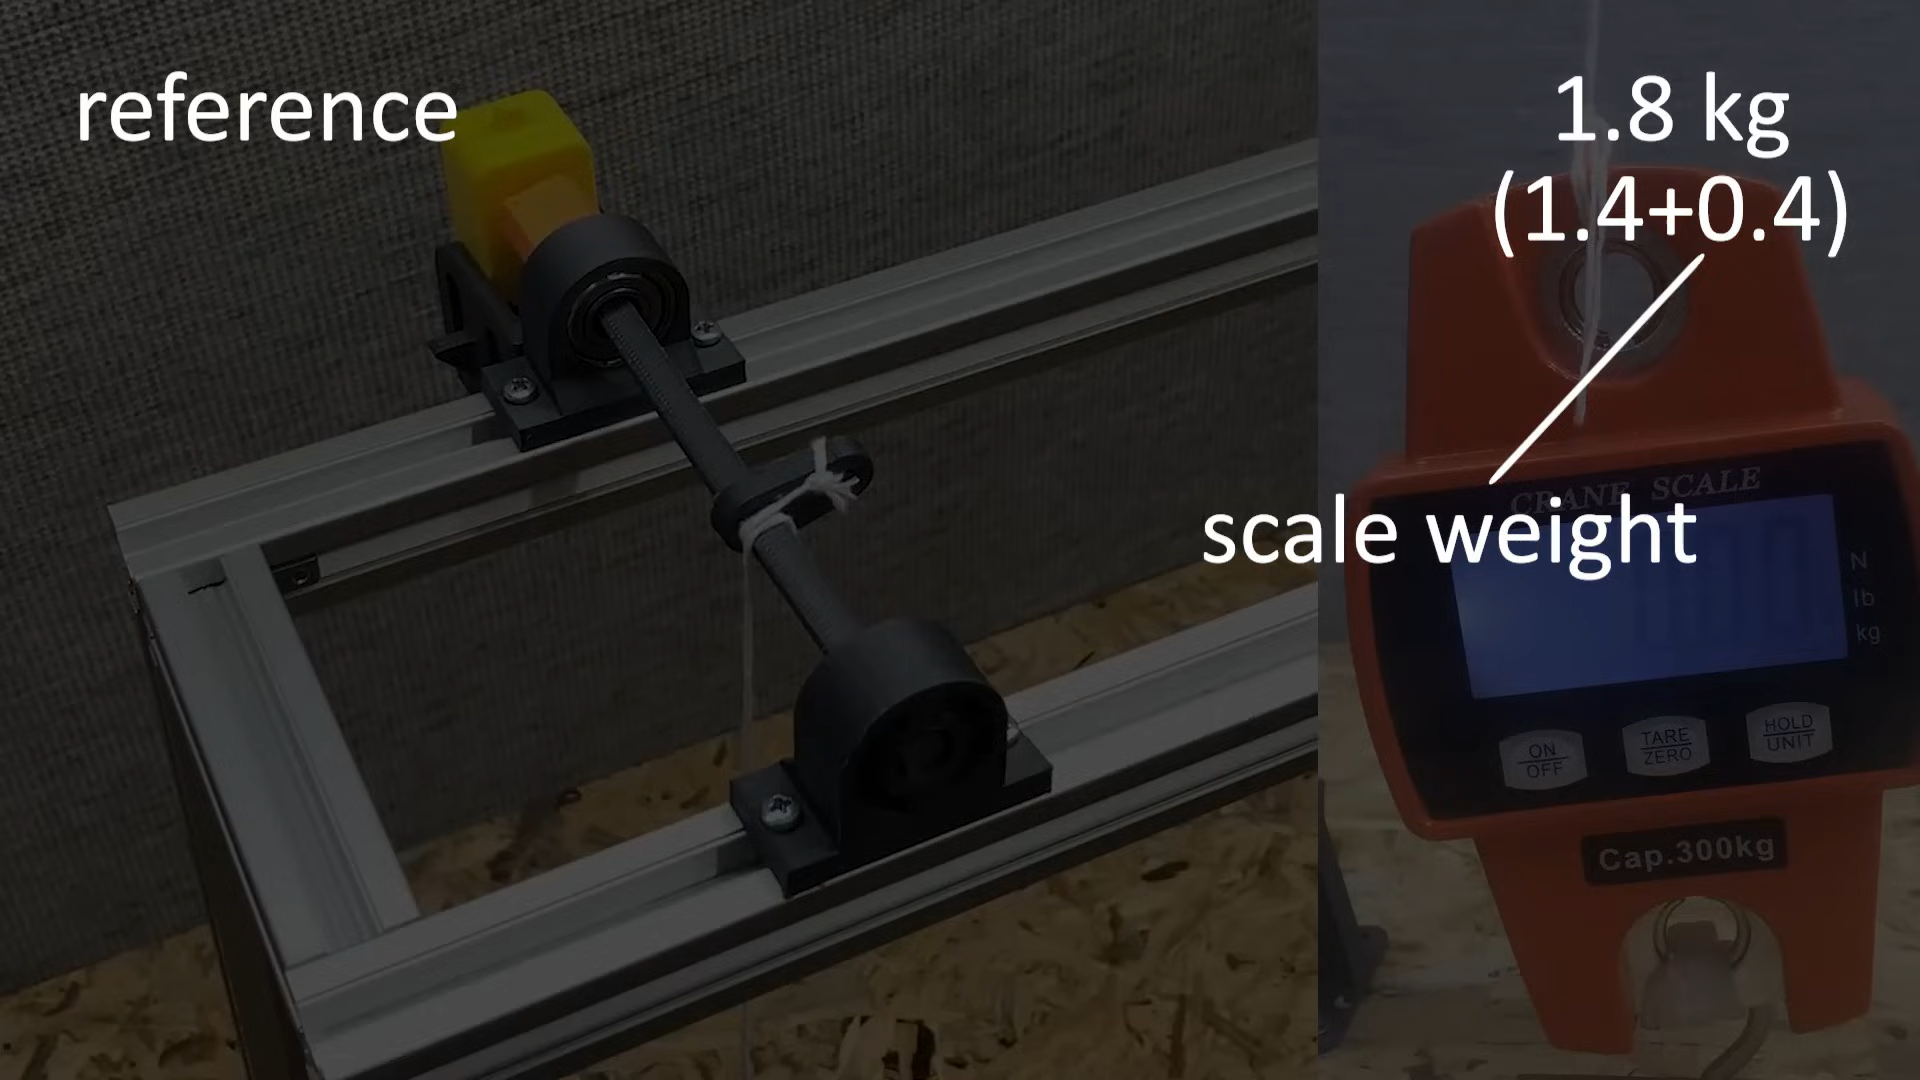 reference
1.8 kg
(1.4+0.4)
scale weight
CRANE SCALE
N
lb
kg
ON
OFF
TARE
ZERO
HOLD
UNIT
Cap.300kg